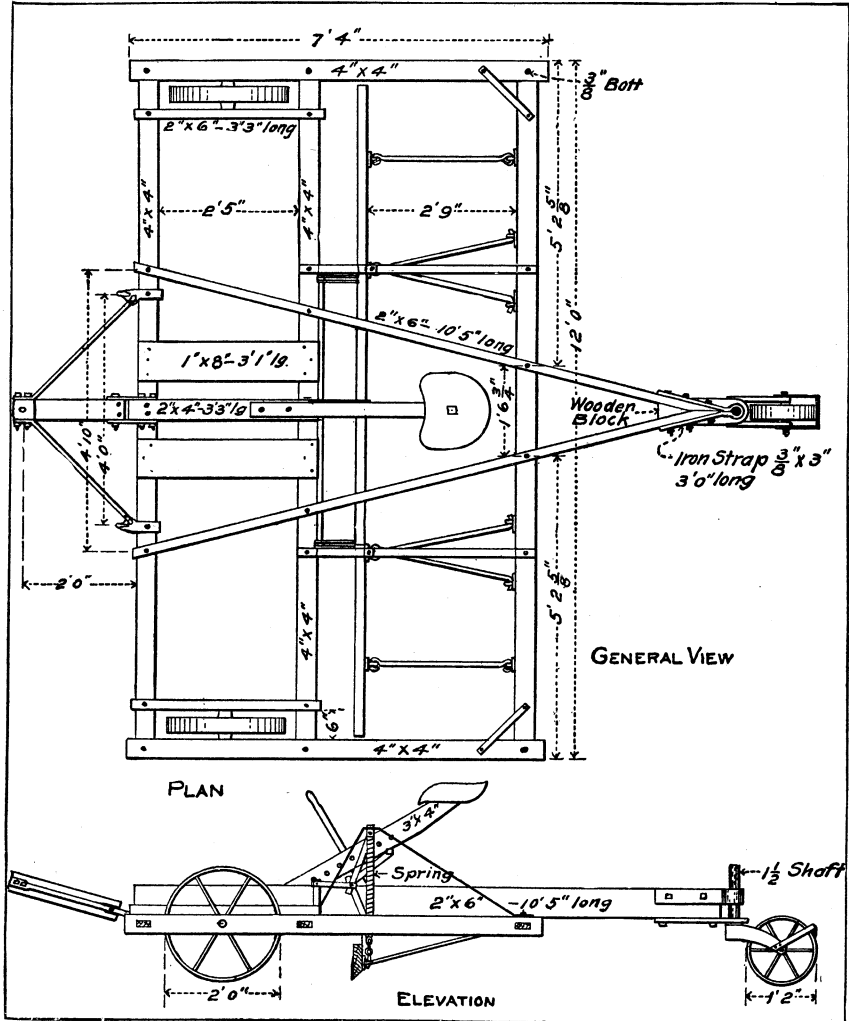 7'4"
4"x4"
3/8" Bolt
2"x6"-3'3" long
4"x4"
4"x4"
2'5"
2'9"
5' 2 5/8"
12'0"
2"x6"-10'5" long
1"x8"-3'1" lg.
2"x4"-3'3" lg
1'6 3/4"
Wooden
Block
Iron Strap 3/8" x 3"
3'0" long
4'10"
4'0"
2'0"
5' 2 5/8"
4"x4"
GENERAL VIEW
6"
4"x4"
PLAN
3"x4"
Spring
1 1/2 Shaft
2"x6" -10'5" long
2'0"
1'2"
ELEVATION